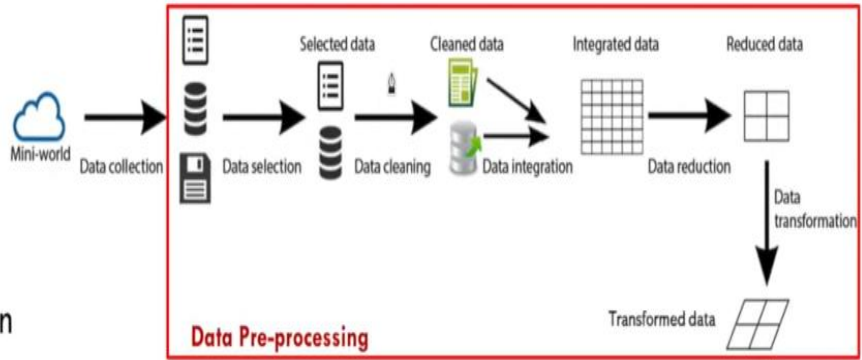 Selected data
Cleaned data
Integrated data
Reduced data
Mini-world
Data collection
Data selection
Data cleaning
Data integration
Data reduction
Data
transformation
Transformed data
n
Data Pre-processing